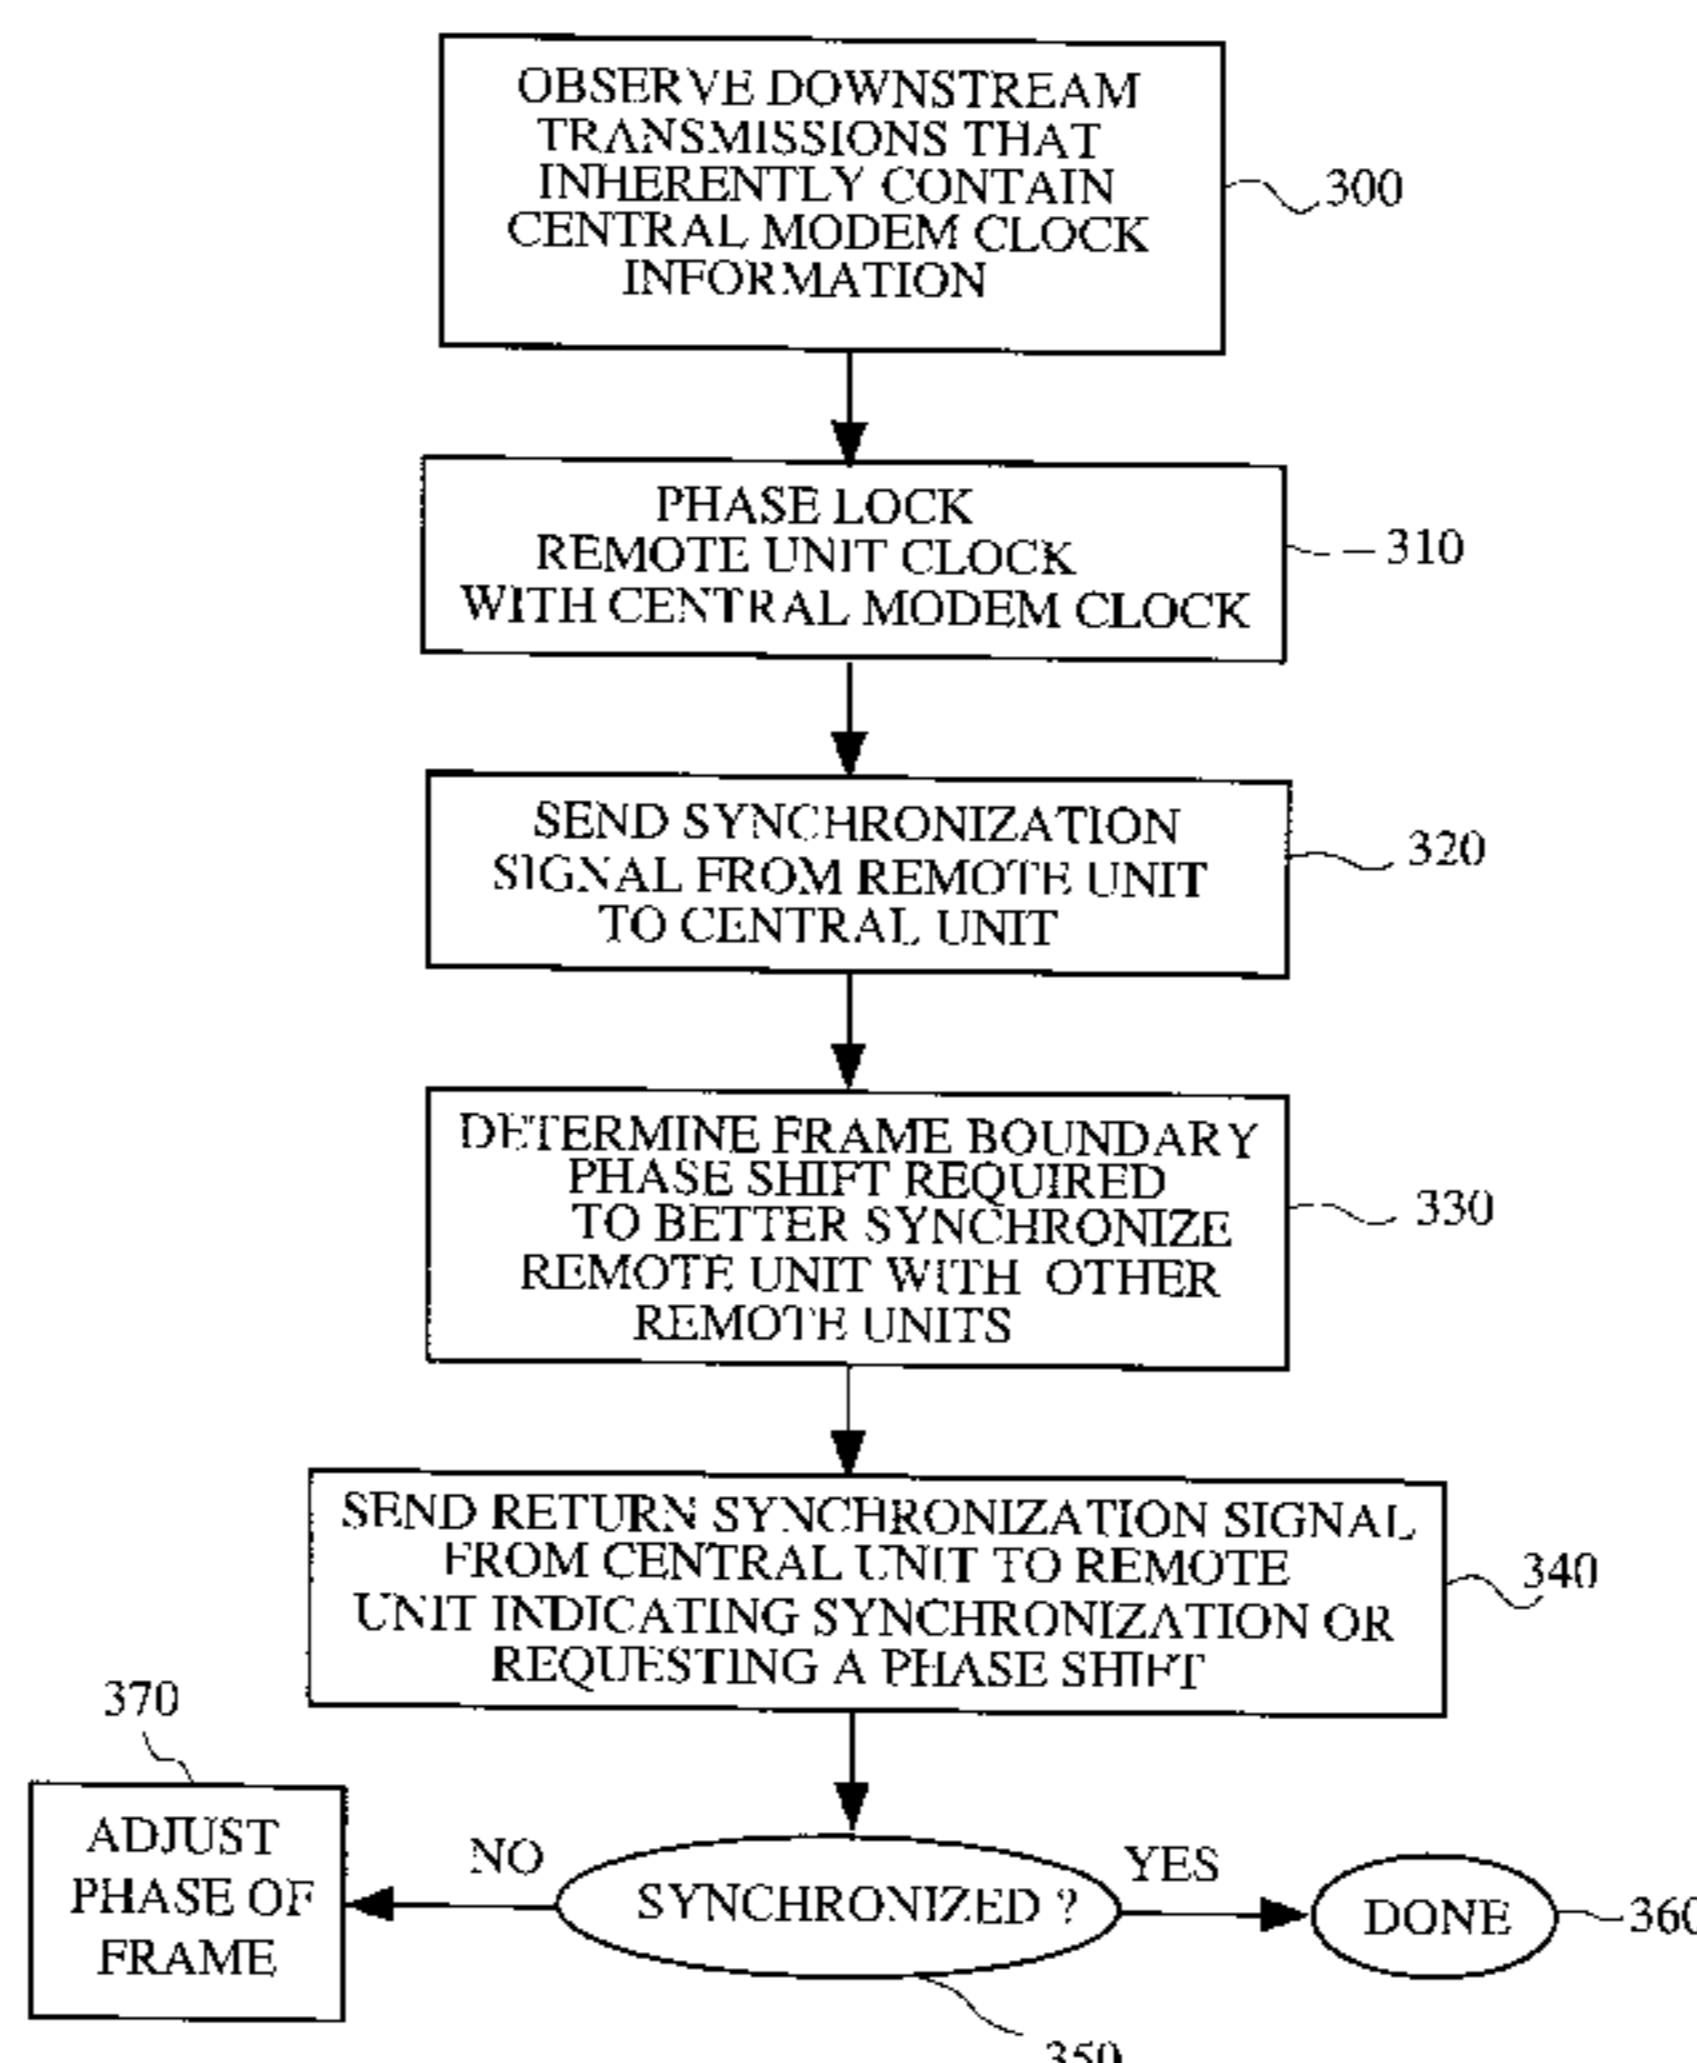 OBSERVE DOWNSTREAM
TRANSMISSIONS THAT
INHERENTLY CONTAIN
CENTRAL MODEM CLOCK
INFORMATION
300
PHASE LOCK
REMOTE UNIT CLOCK
WITH CENTRAL MODEM CLOCK
310
SEND SYNCHRONIZATION
SIGNAL FROM REMOTE UNIT
TO CENTRAL UNIT
320
DETERMINE FRAME BOUNDARY
PHASE SHIFT REQUIRED
TO BETTER SYNCHRONIZE
REMOTE UNIT WITH OTHER
REMOTE UNITS
330
SEND RETURN SYNCHRONIZATION SIGNAL
FROM CENTRAL UNIT TO REMOTE
UNIT INDICATING SYNCHRONIZATION OR
REQUESTING A PHASE SHIFT
340
370
ADJUST
PHASE OF
FRAME
NO
SYNCHRONIZED ?
YES
DONE
360
350